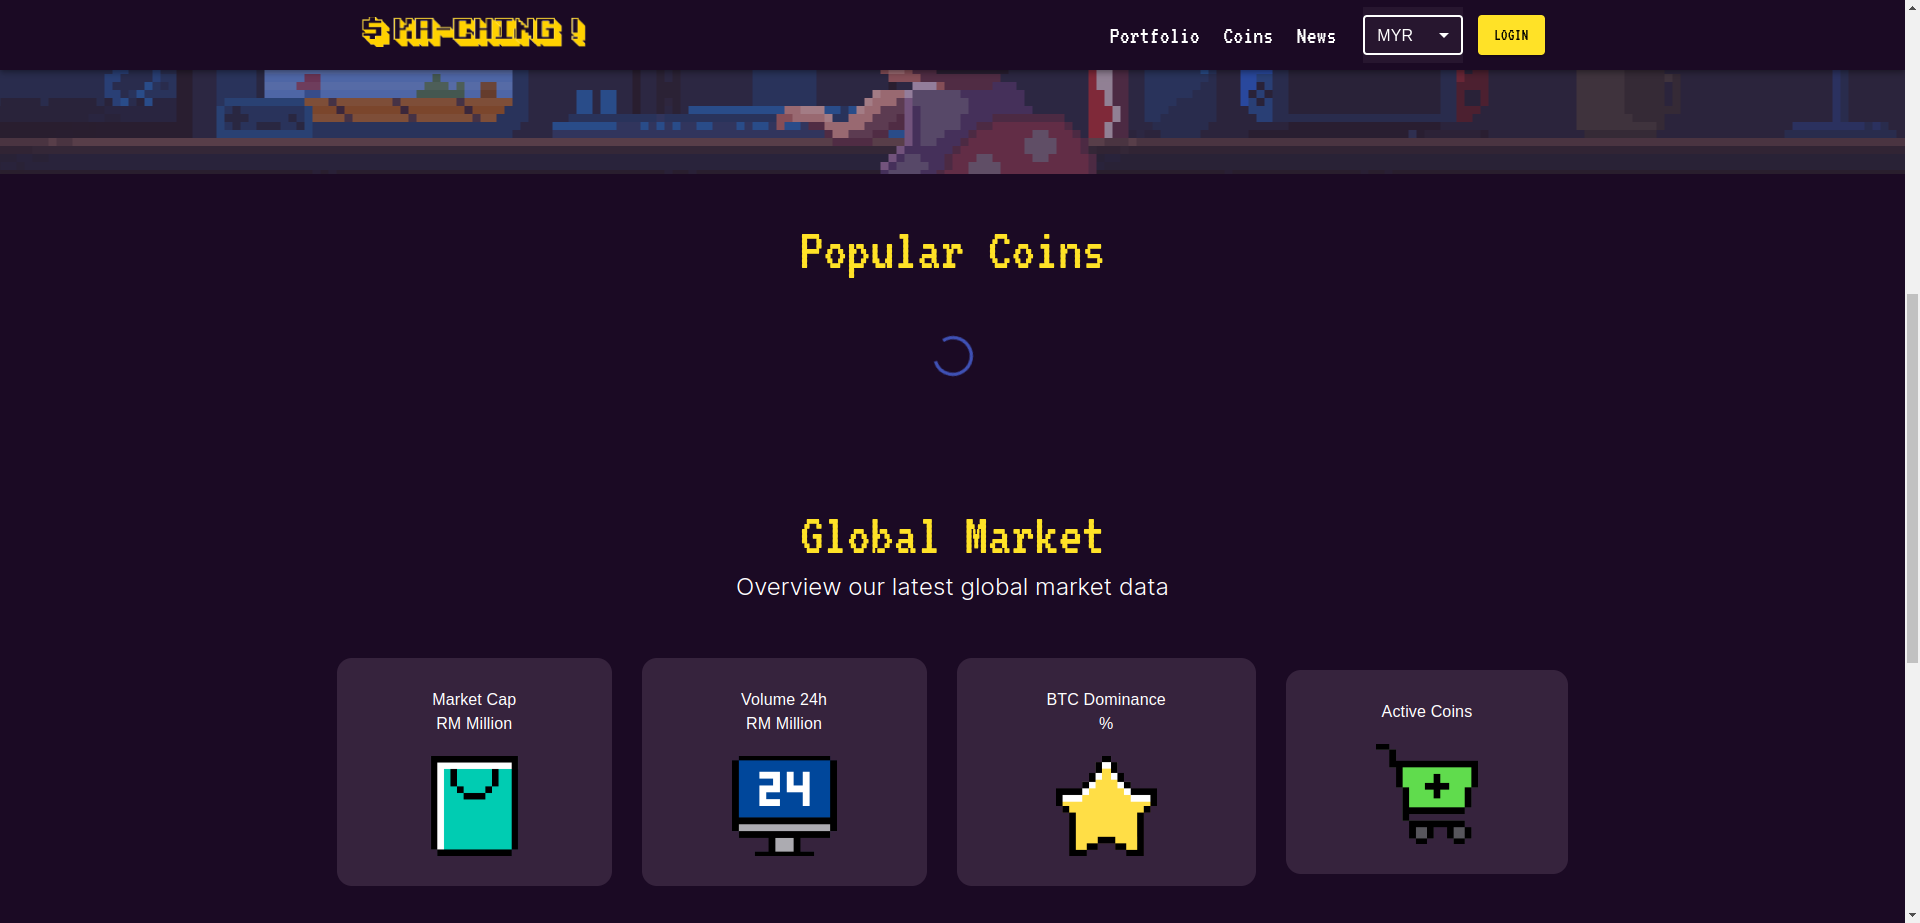 $ KA-CHING !
Portfolio
Coins
News
MYR
LOGIN
Popular Coins
Global Market
Overview our latest global market data
Market Cap
RM Million
Volume 24h
RM Million
24
BTC Dominance
%
Active Coins